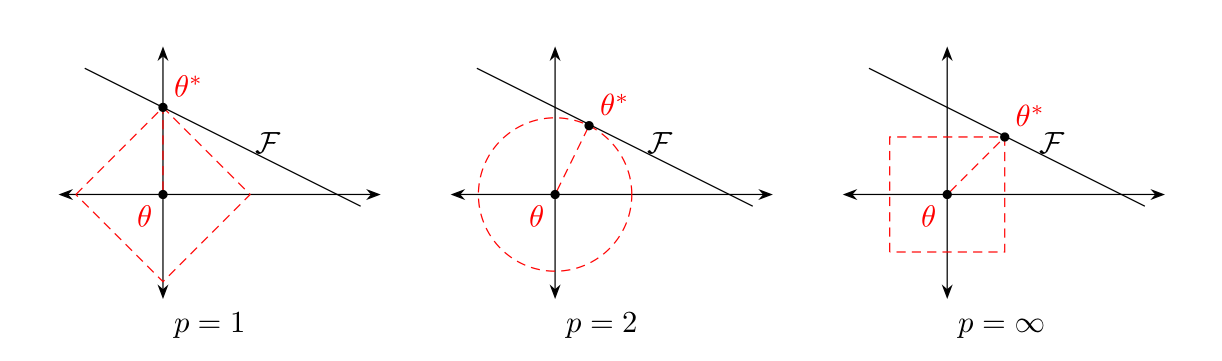 θ* θ* θ*
ℱ ℱ ℱ
θ θ θ
p = 1 p = 2 p = ∞